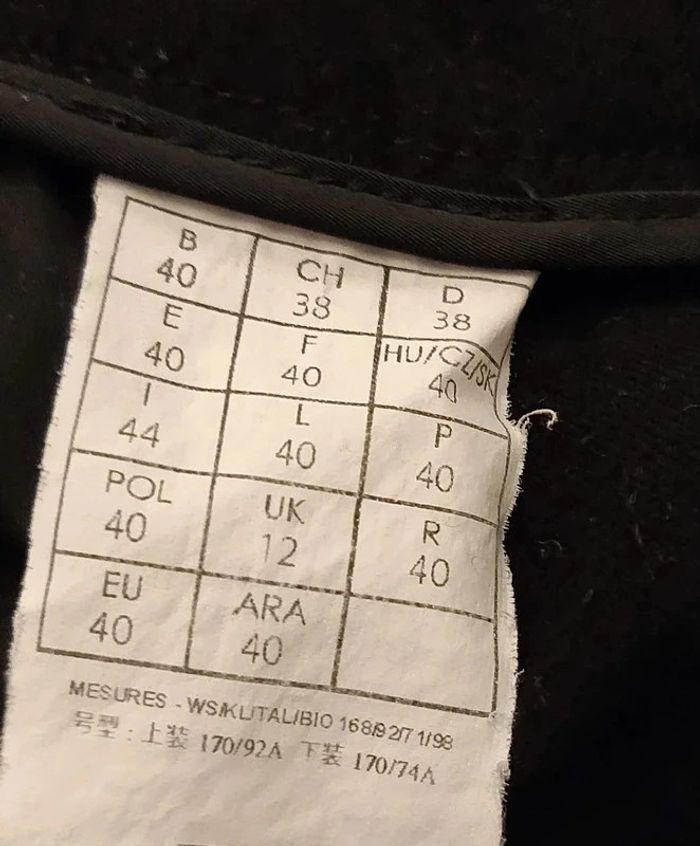 B CH D
40 38 38
E F HU/CZ/SK
40 40 40
I L P
44 40 40
POL UK R
40 12 40
EU ARA
40 40
MESURES - WS/KL/TAL/BIO 168/92/71/98
号型 : 上装 170/92A 下装 170/74A